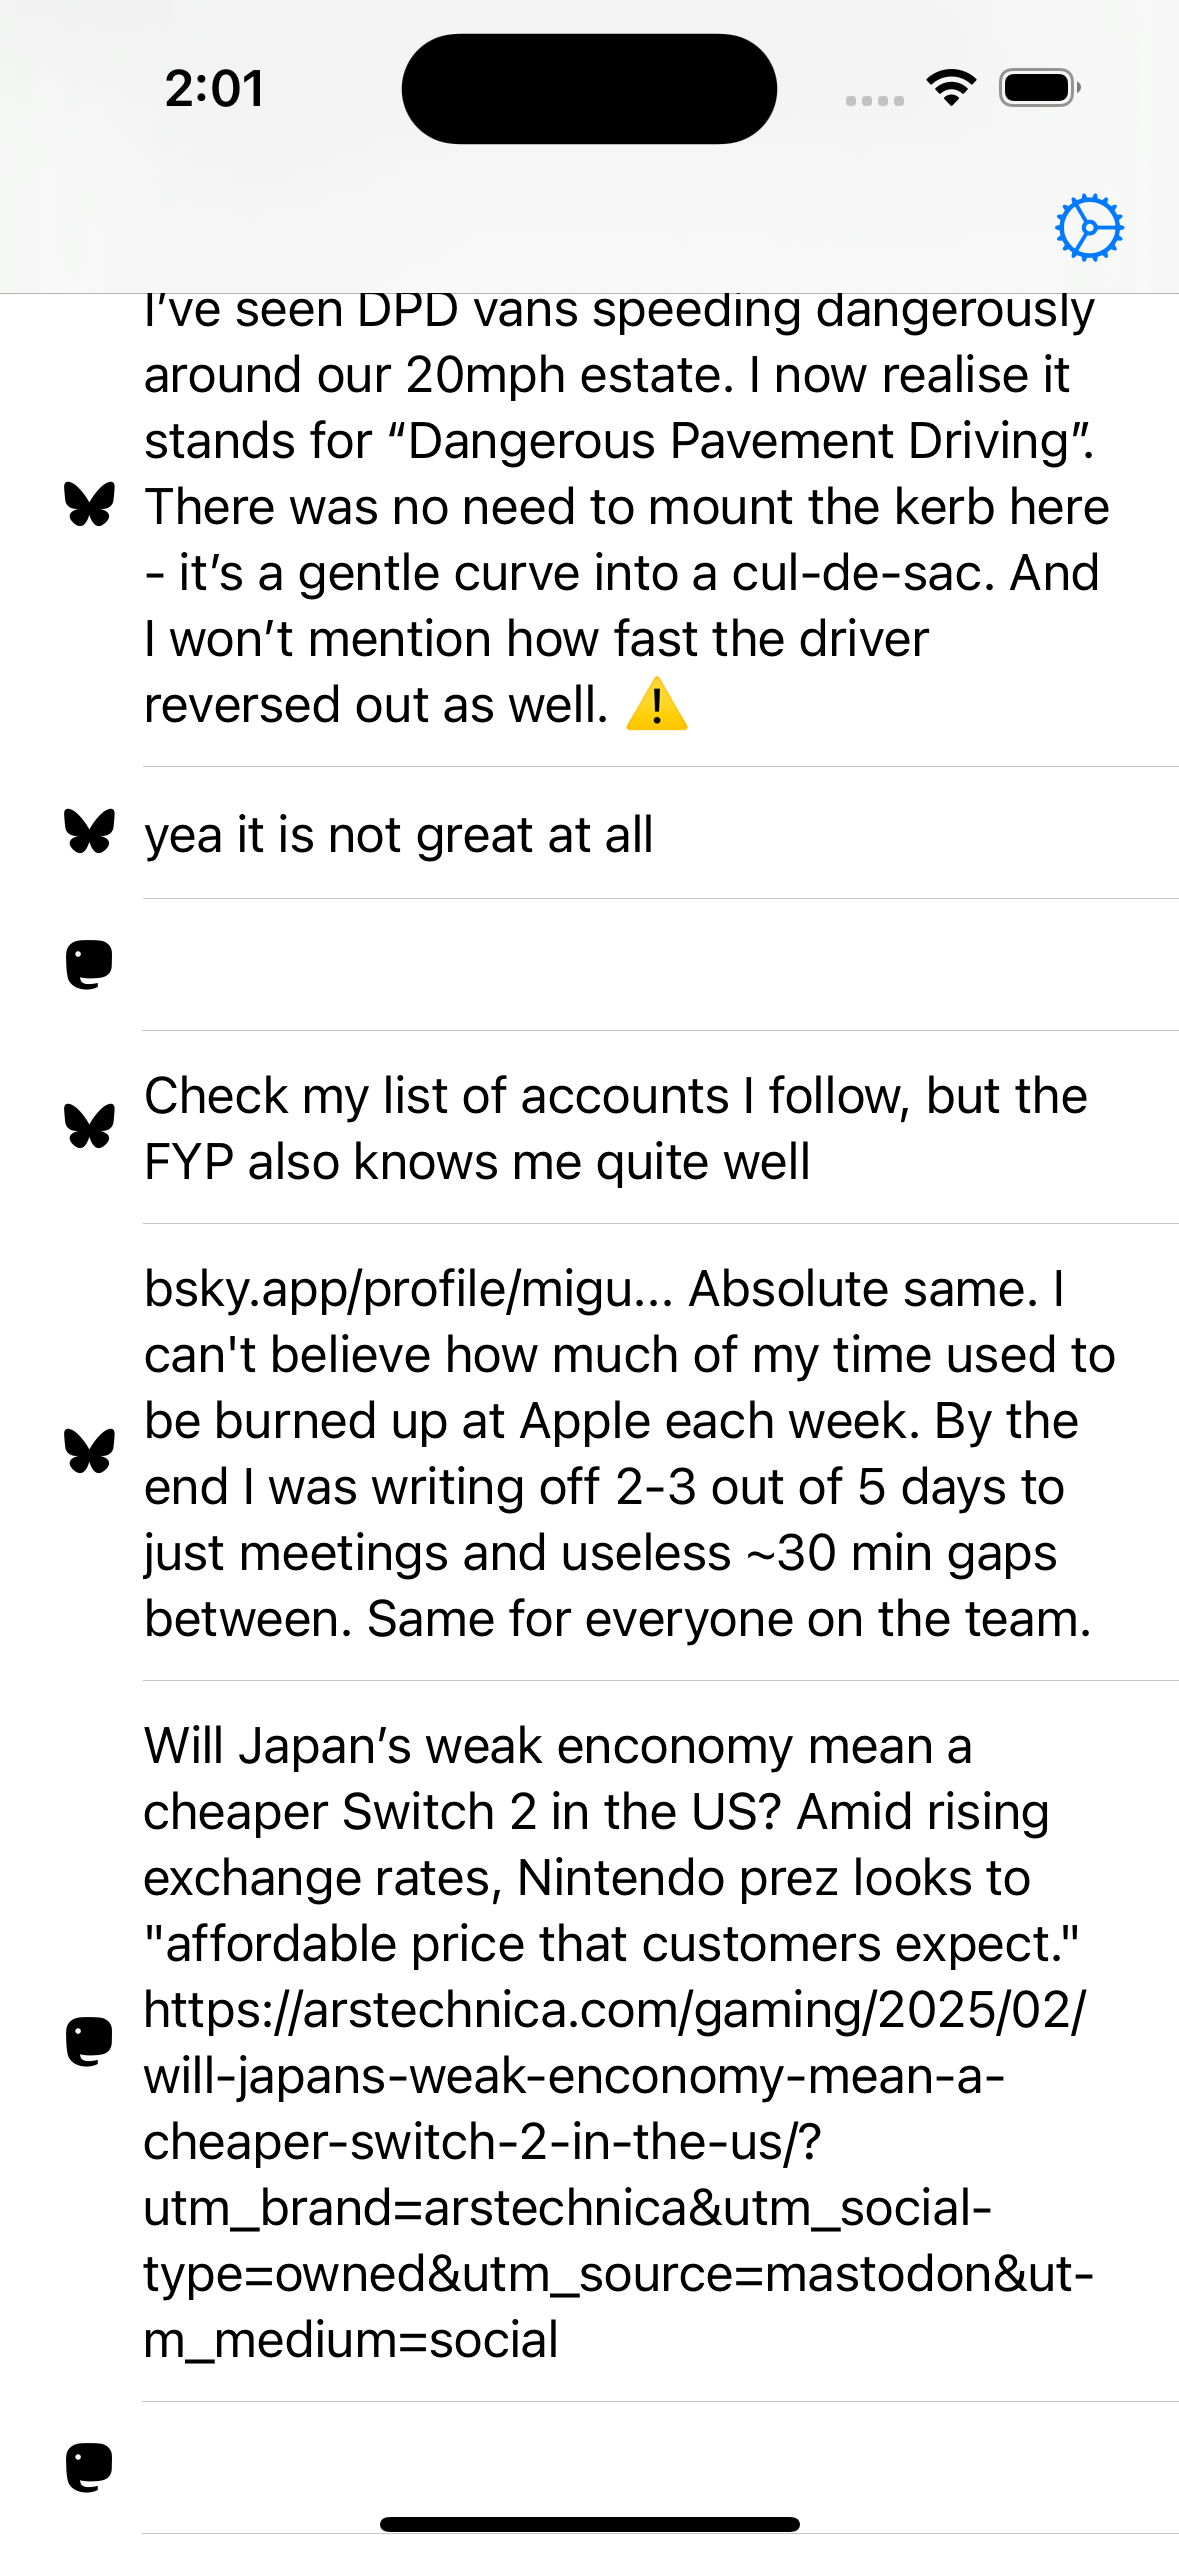 2:01
I’ve seen DPD vans speeding dangerously
around our 20mph estate. I now realise it
stands for “Dangerous Pavement Driving”.
There was no need to mount the kerb here
- it’s a gentle curve into a cul-de-sac. And
I won’t mention how fast the driver
reversed out as well. ⚠️
yea it is not great at all
Check my list of accounts I follow, but the
FYP also knows me quite well
bsky.app/profile/migu... Absolute same. I
can't believe how much of my time used to
be burned up at Apple each week. By the
end I was writing off 2-3 out of 5 days to
just meetings and useless ~30 min gaps
between. Same for everyone on the team.
Will Japan’s weak enconomy mean a
cheaper Switch 2 in the US? Amid rising
exchange rates, Nintendo prez looks to
"affordable price that customers expect."
https://arstechnica.com/gaming/2025/02/
will-japans-weak-enconomy-mean-a-
cheaper-switch-2-in-the-us/?
utm_brand=arstechnica&utm_social-
type=owned&utm_source=mastodon&ut-
m_medium=social